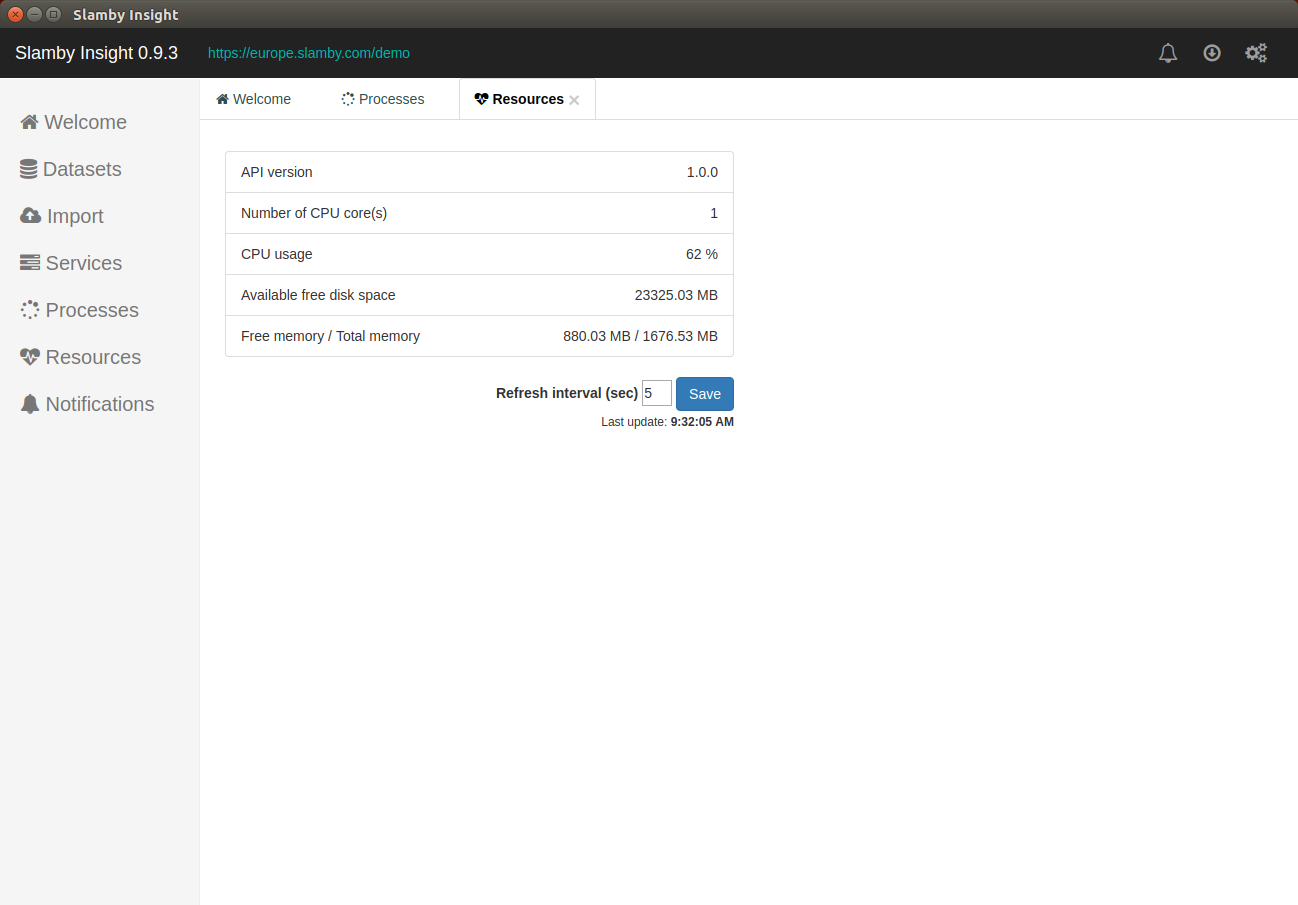 Slamby Insight
Slamby Insight 0.9.3 https://europe.slamby.com/demo
Welcome Processes Resources
Welcome
Datasets
Import
Services
Processes
Resources
Notifications
API version 1.0.0
Number of CPU core(s) 1
CPU usage 62 %
Available free disk space 23325.03 MB
Free memory / Total memory 880.03 MB / 1676.53 MB
Refresh interval (sec) 5 Save
Last update: 9:32:05 AM